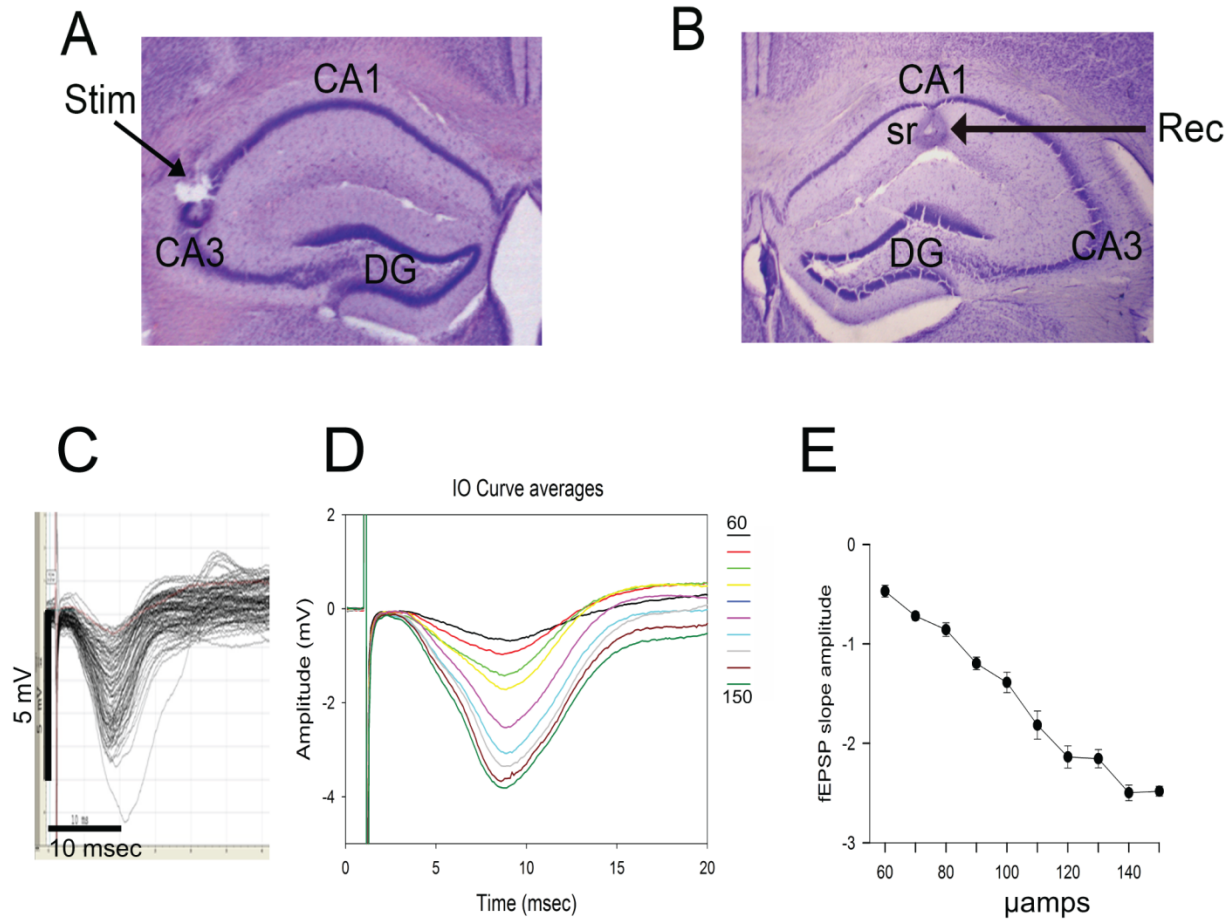 A
Stim
CA1
CA3
DG
B
CA1
sr
Rec
DG
CA3
C
5 mV
10 ms
10 msec
D
IO Curve averages
Amplitude (mV)
2
0
-2
-4
0 5 10 15 20
Time (msec)
60
150
E
fEPSP slope amplitude
0
-1
-2
-3
60 80 100 120 140
μamps